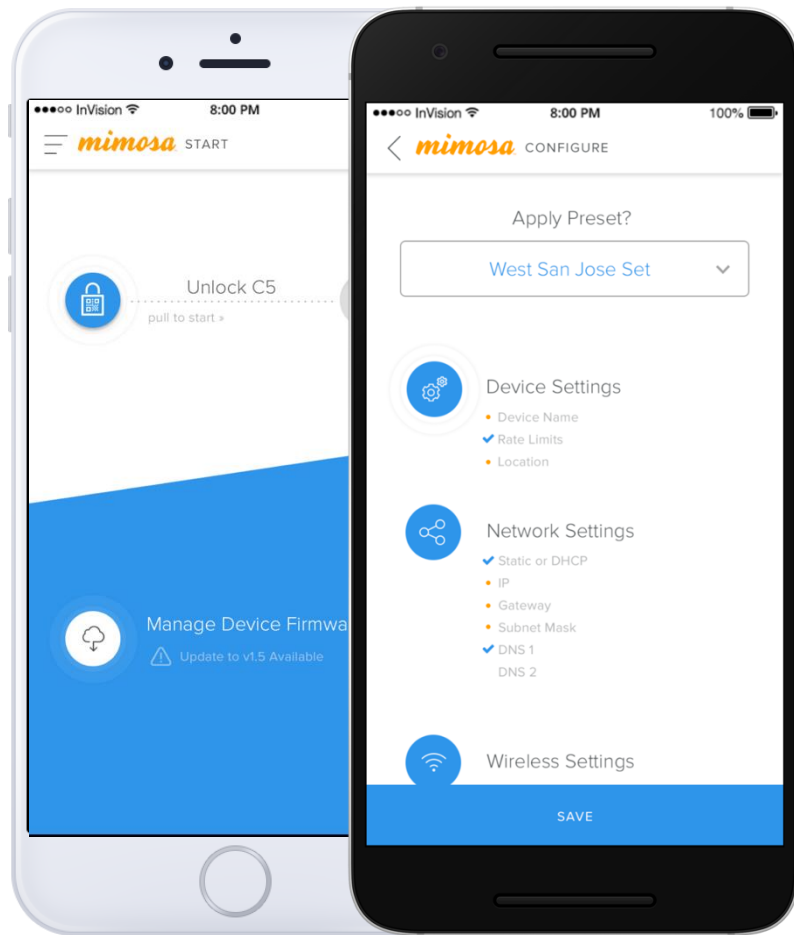 ●●●○○ InVision 8:00 PM
mimosa START
Unlock C5
pull to start »
Manage Device Firmwa
Update to v1.5 Available
●●●○○ InVision 8:00 PM 100%
mimosa CONFIGURE
Apply Preset?
West San Jose Set
Device Settings
• Device Name
✓ Rate Limits
• Location
Network Settings
✓ Static or DHCP
• IP
• Gateway
• Subnet Mask
✓ DNS 1
DNS 2
Wireless Settings
SAVE